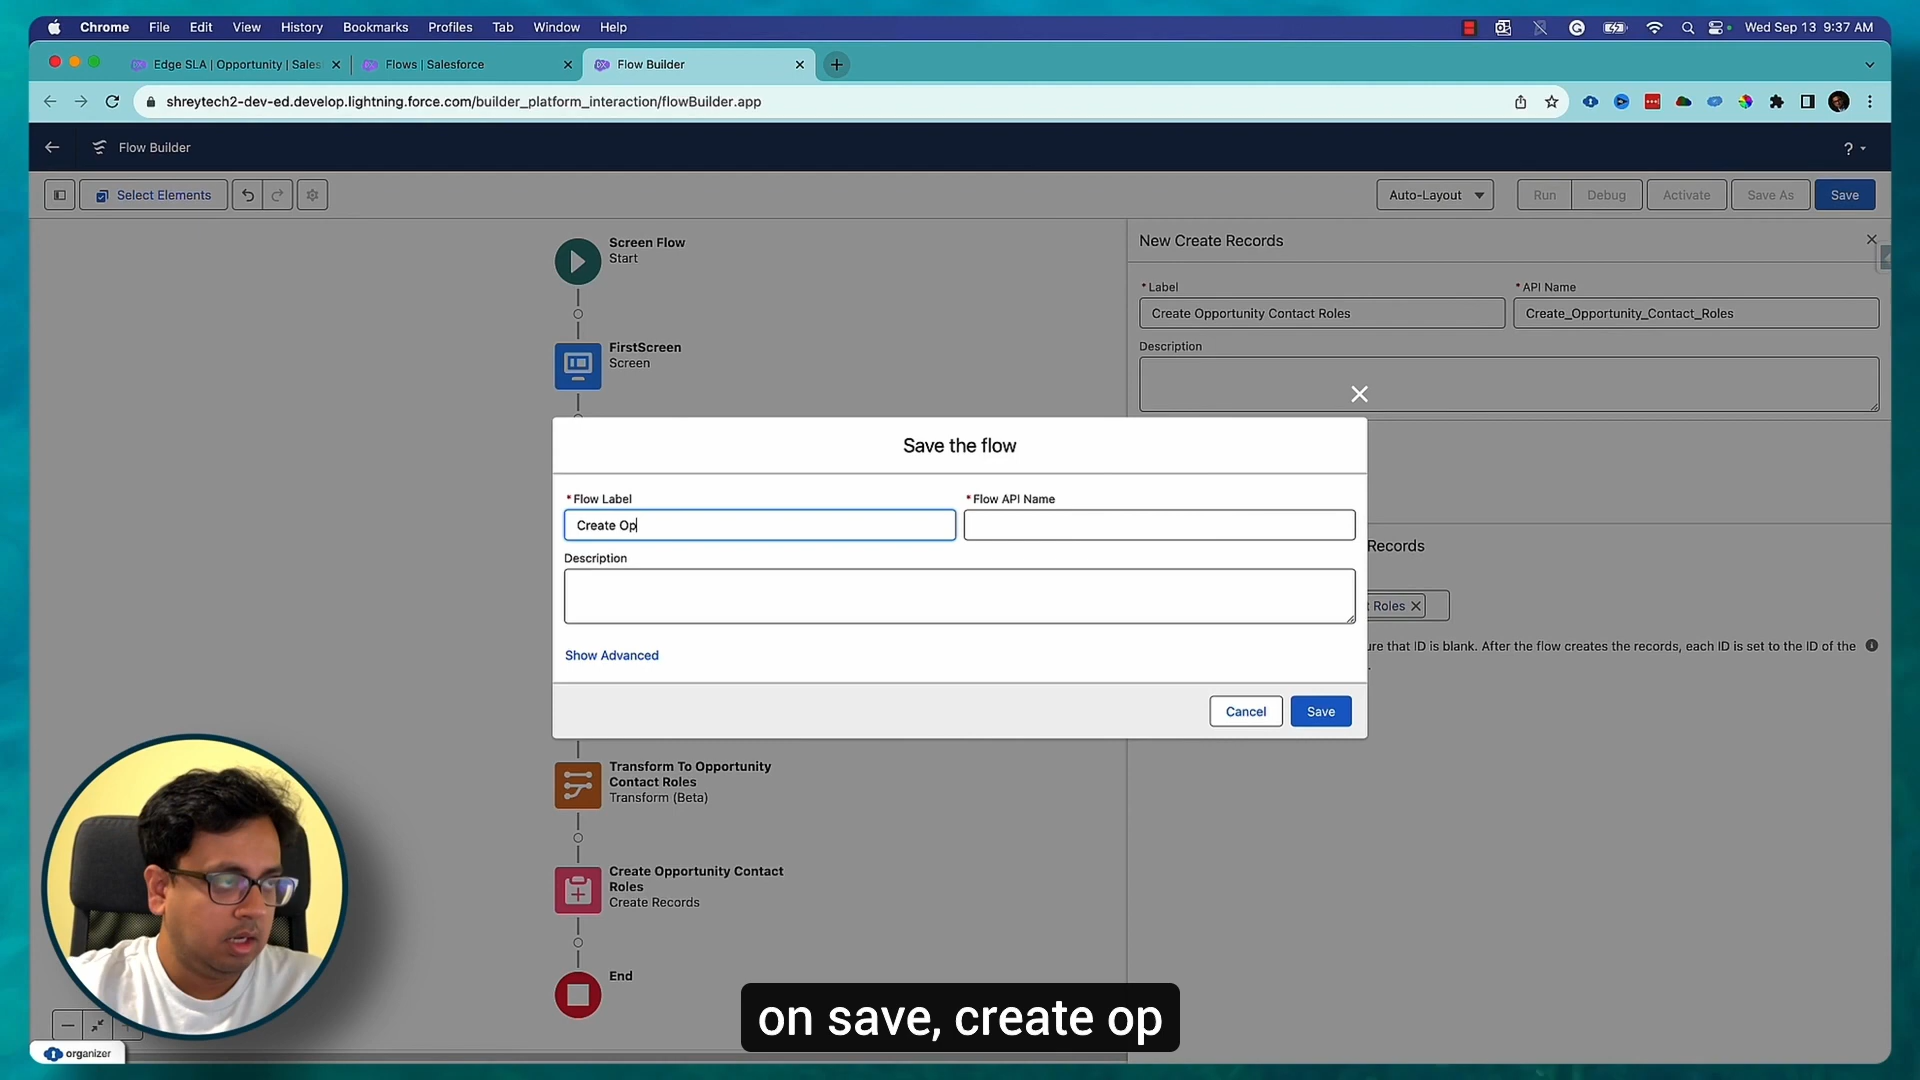 Chrome File Edit View History Bookmarks Profiles Tab Window Help Wed Sep 13 9:37 AM
Edge SLA | Opportunity | Sales Flows | Salesforce Flow Builder
shreytech2-dev-ed.develop.lightning.force.com/builder_platform_interaction/flowBuilder.app
Flow Builder ?
Select Elements Auto-Layout Run Debug Activate Save As Save
Screen Flow
Start
FirstScreen
Screen
New Create Records
* Label * API Name
Create Opportunity Contact Roles Create_Opportunity_Contact_Roles
Description
Save the flow
* Flow Label * Flow API Name
Create Op
Description
Show Advanced
Cancel Save
Records
Roles
ure that ID is blank. After the flow creates the records, each ID is set to the ID of the
Transform To Opportunity
Contact Roles
Transform (Beta)
Create Opportunity Contact
Roles
Create Records
End
organizer
on save, create op